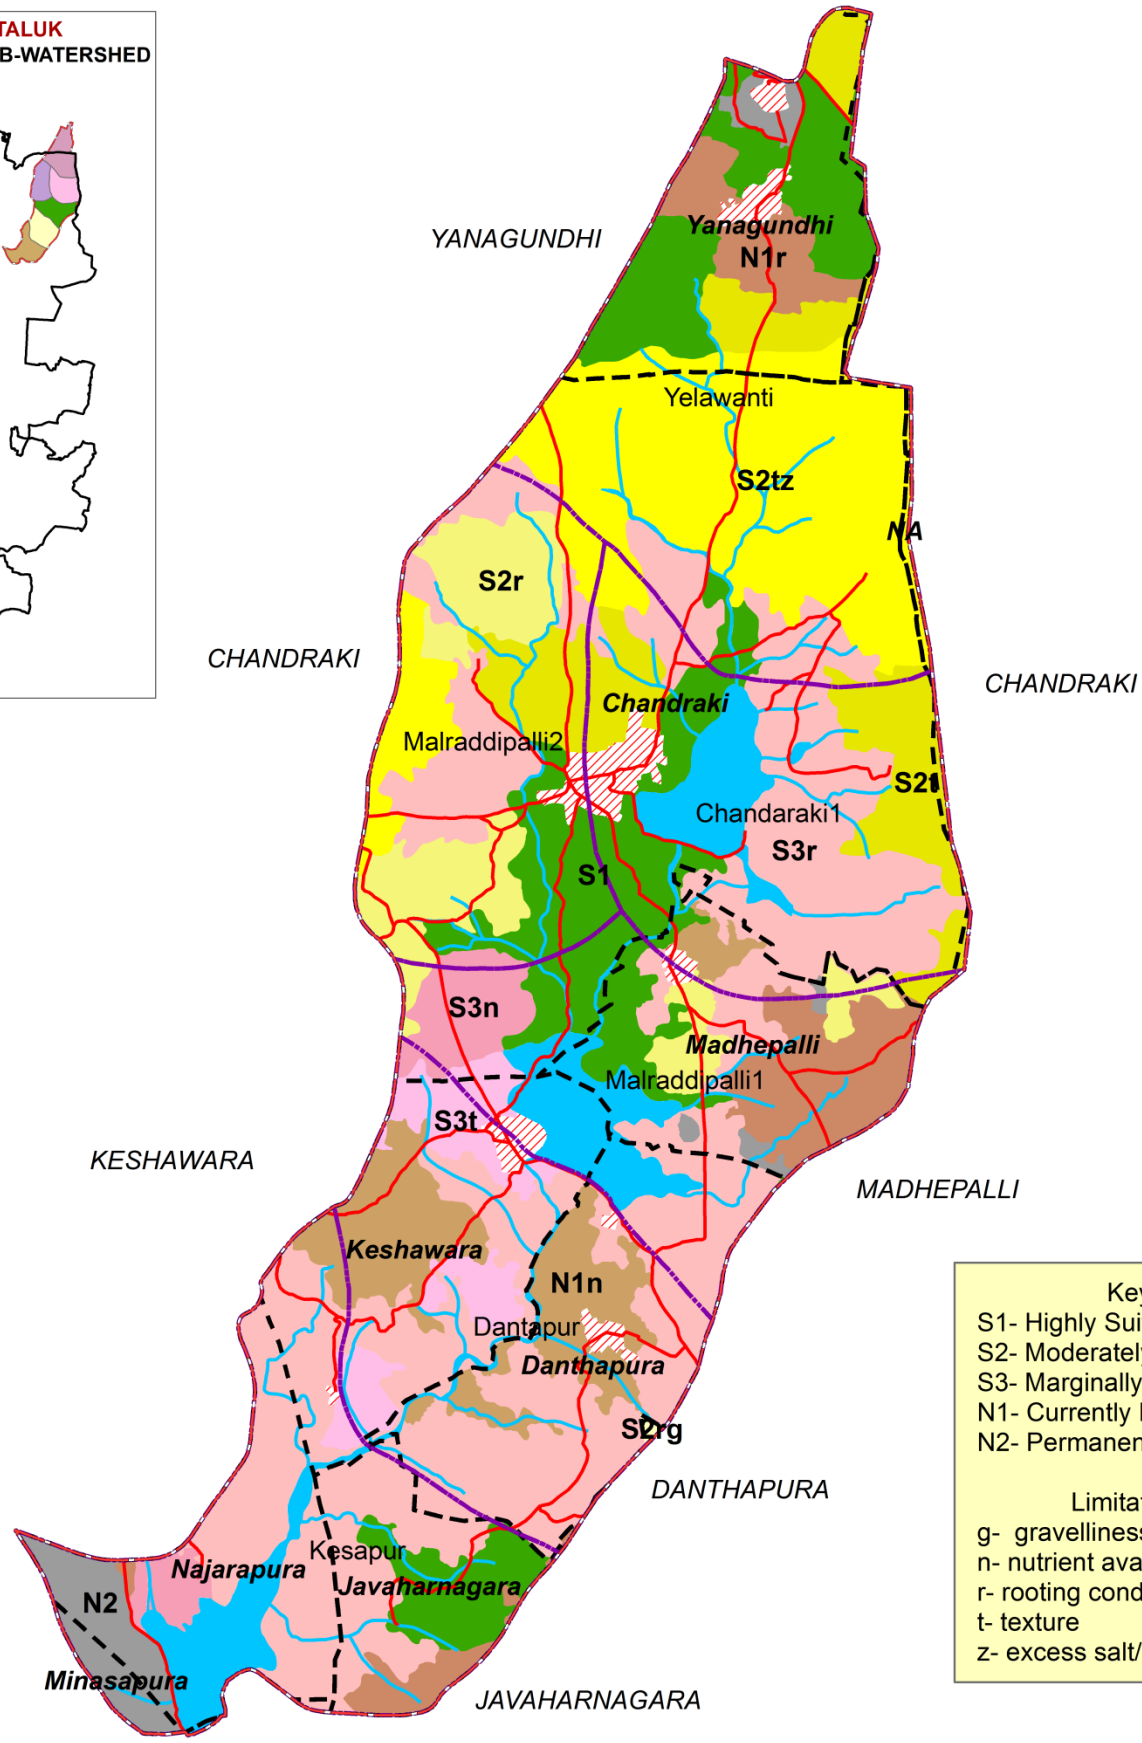 TALUK
B-WATERSHED
YANAGUNDHI
Yanagundhi
N1r
Yelawanti
S2tz
NA
S2r
CHANDRAKI
CHANDRAKI
Chandraki
Malraddipalli2
S2t
Chandaraki1
S3r
S1
S3n
Madhepalli
Malraddipalli1
S3t
KESHAWARA
MADHEPALLI
Keshawara
N1n
Dantapur
Danthapura
S2rg
DANTHAPURA
Kesapur
Najarapura
Javaharnagara
N2
Minasapura
JAVAHARNAGARA
Key
S1- Highly Sui
S2- Moderately
S3- Marginally
N1- Currently
N2- Permanen
Limita
g- gravelliness
n- nutrient ava
r- rooting cond
t- texture
z- excess salt/